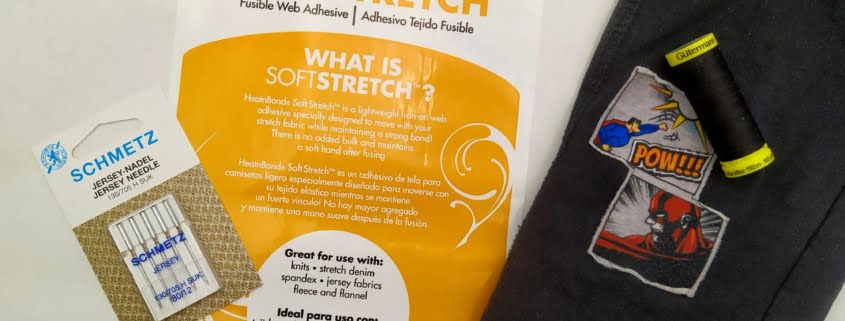 STRETCH
Fusible Web Adhesive | Adhesivo Tejido Fusible
WHAT IS
SOFTSTRETCH™?
HeatnBond® SoftStretch™ is a lightweight iron-on web
adhesive specially designed to move with your
stretch fabric while maintaining a strong bond!
There is no added bulk and maintains
a soft hand after fusing.
HeatnBond® SoftStretch™ es un adhesivo de tela para
camisetas ligero especialmente diseñado para moverse con
su tejido elástico mientras se mantiene
un fuerte vínculo! No hay mayor agregado
y mantiene una mano suave después de la fusión.
Great for use with:
knits • stretch denim
spandex • jersey fabrics
fleece and flannel
Ideal para uso con:
SCHMETZ
JERSEY-NADEL
JERSEY NEEDLE
130/705 H SUK
SCHMETZ
JERSEY
130/705 H SUK
80/12
Gütermann
POW!!!